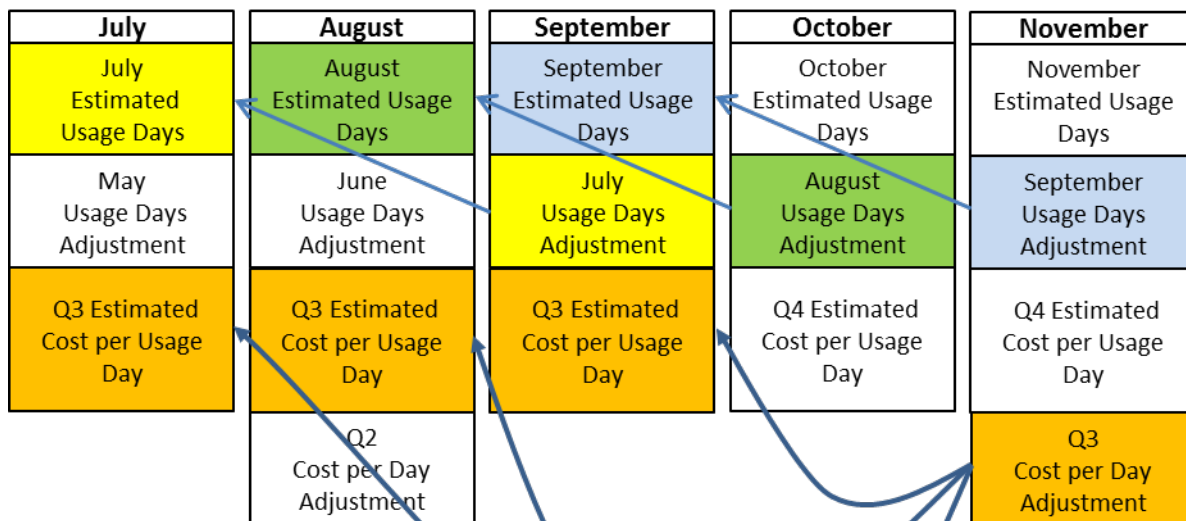 July
July
Estimated
Usage Days
May
Usage Days
Adjustment
Q3 Estimated
Cost per Usage
Day
August
August
Estimated Usage
Days
June
Usage Days
Adjustment
Q3 Estimated
Cost per Usage
Day
Q2
Cost per Day
Adjustment
September
September
Estimated Usage
Days
July
Usage Days
Adjustment
Q3 Estimated
Cost per Usage
Day
October
October
Estimated Usage
Days
August
Usage Days
Adjustment
Q4 Estimated
Cost per Usage
Day
November
November
Estimated Usage
Days
September
Usage Days
Adjustment
Q4 Estimated
Cost per Usage
Day
Q3
Cost per Day
Adjustment